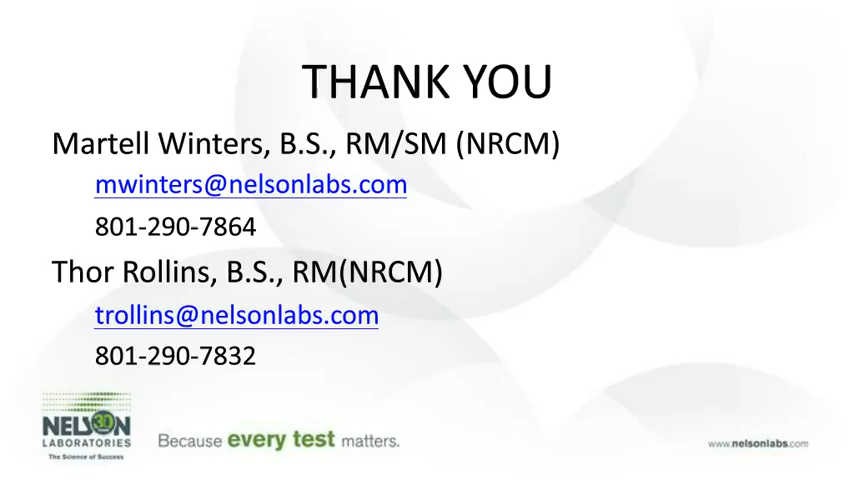 THANK YOU
Martell Winters, B.S., RM/SM (NRCM)
mwinters@nelsonlabs.com
801-290-7864
Thor Rollins, B.S., RM(NRCM)
trollins@nelsonlabs.com
801-290-7832
NELSON
LABORATORIES
The Science of Success
Because every test matters.
www.nelsonlabs.com